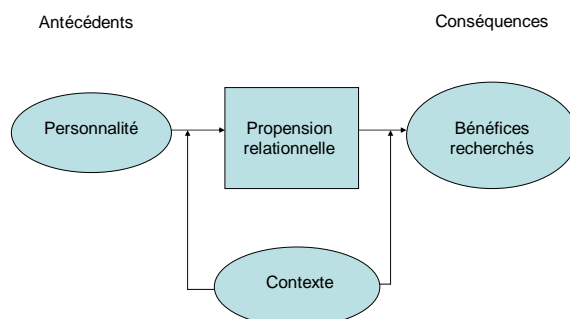 Antécédents
Conséquences
Personnalité
Propension
relationnelle
Bénéfices
recherchés
Contexte